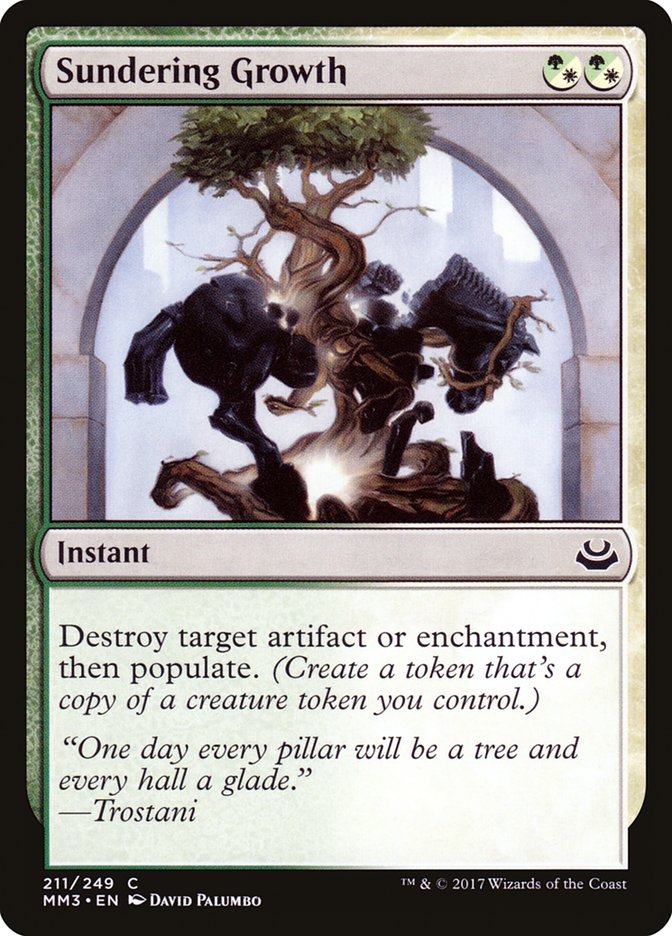 Sundering Growth
Instant
Destroy target artifact or enchantment,
then populate. (Create a token that's a
copy of a creature token you control.)
“One day every pillar will be a tree and
every hall a glade.”
—Trostani
211/249 C
MM3 • EN David Palumbo
™ & © 2017 Wizards of the Coast